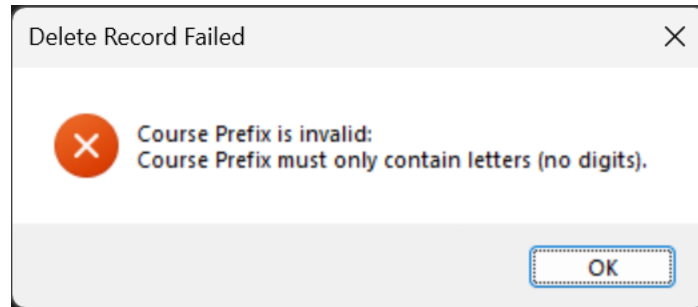 Delete Record Failed
Course Prefix is invalid:
Course Prefix must only contain letters (no digits).
OK